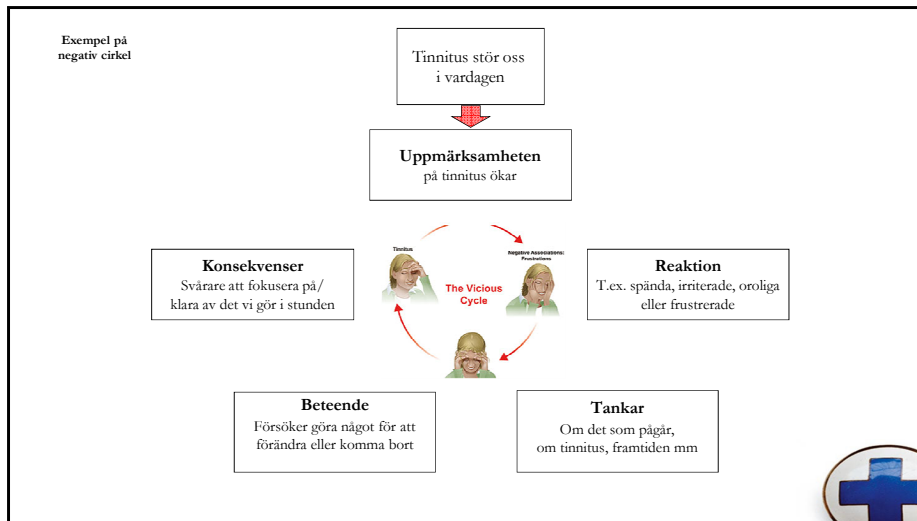 Exempel på
negativ cirkel
Tinnitus stör oss
i vardagen
Uppmärksamheten
på tinnitus ökar
Konsekvenser
Svårare att fokusera på/
klara av det vi gör i stunden
Tinnitus
Negative Associations:
Frustrations
The Vicious
Cycle
Reaktion
T.ex. spända, irriterade, oroliga
eller frustrerade
Beteende
Försöker göra något för att
förändra eller komma bort
Tankar
Om det som pågår,
om tinnitus, framtiden mm